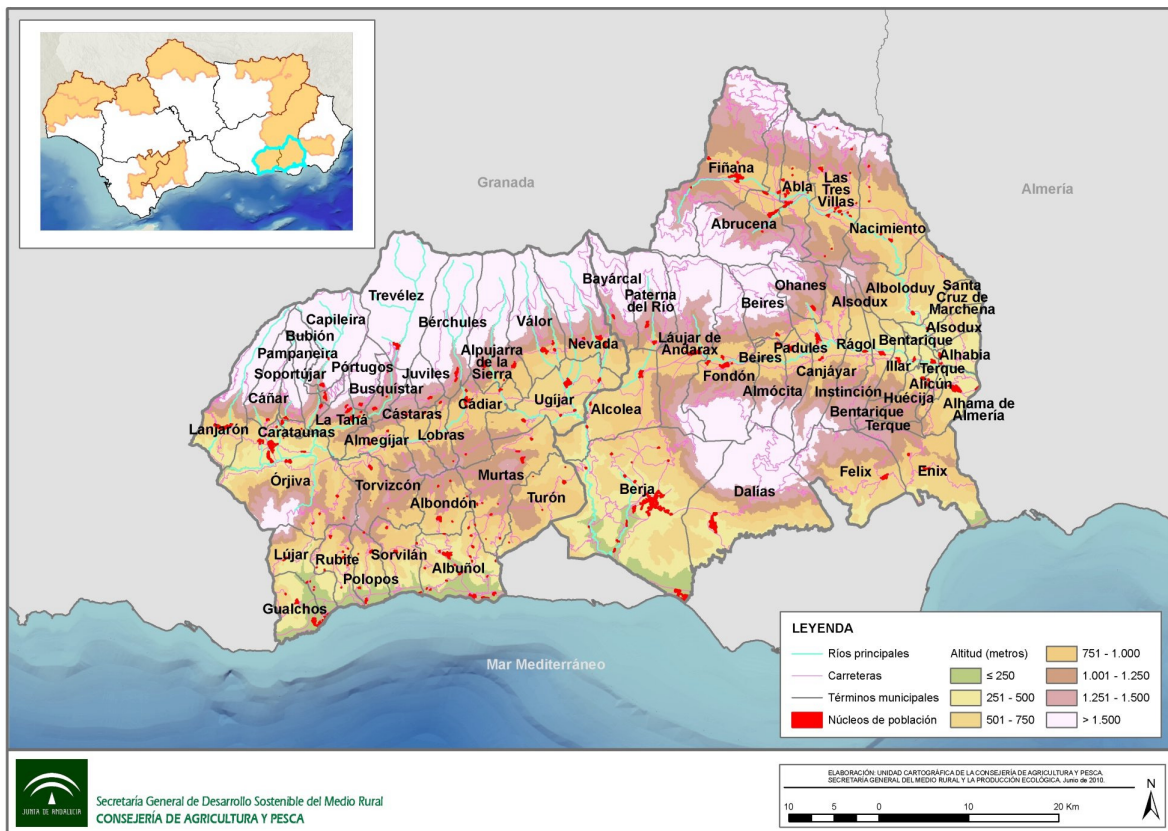 Granada
Almería
Fiñana
Abla
Las
Tres
Villas
Abrucena
Nacimiento
Bayárcal
Paterna
del Río
Ohanes
Beires
Alboloduy
Alsodux
Santa
Cruz de
Marchena
Trevélez
Capileira
Bubión
Bérchules
Válor
Nevada
Láujar de
Andarax
Alsodux
Bentarique
Pampaneira
Soportújar
Pórtugos
Juviles
Alpujarra
de la
Sierra
Beires
Padules
Rágol
Illar
Alhabia
Terque
Alicún
Busquístar
Fondón
Canjáyar
Cáñar
La Tahá
Cástaras
Cádiar
Ugíjar
Alcolea
Almócita
Instinción
Huécija
Alhama de
Almería
Bentarique
Terque
Lanjarón
Carataunas
Almegíjar
Lobras
Órjiva
Torvizcón
Murtas
Albondón
Turón
Berja
Dalías
Felix
Enix
Lújar
Rubite
Sorvilán
Albuñol
Polopos
Gualchos
Mar Mediterráneo
LEYENDA
Ríos principales
Carreteras
Términos municipales
Núcleos de población
Altitud (metros)
≤ 250
251 - 500
501 - 750
751 - 1.000
1.001 - 1.250
1.251 - 1.500
> 1.500
JUNTA DE ANDALUCIA
Secretaría General de Desarrollo Sostenible del Medio Rural
CONSEJERÍA DE AGRICULTURA Y PESCA
ELABORACIÓN: UNIDAD CARTOGRÁFICA DE LA CONSEJERÍA DE AGRICULTURA Y PESCA.
SECRETARÍA GENERAL DEL MEDIO RURAL Y LA PRODUCCIÓN ECOLÓGICA. Junio de 2010.
10 5 0 10 20 Km
N